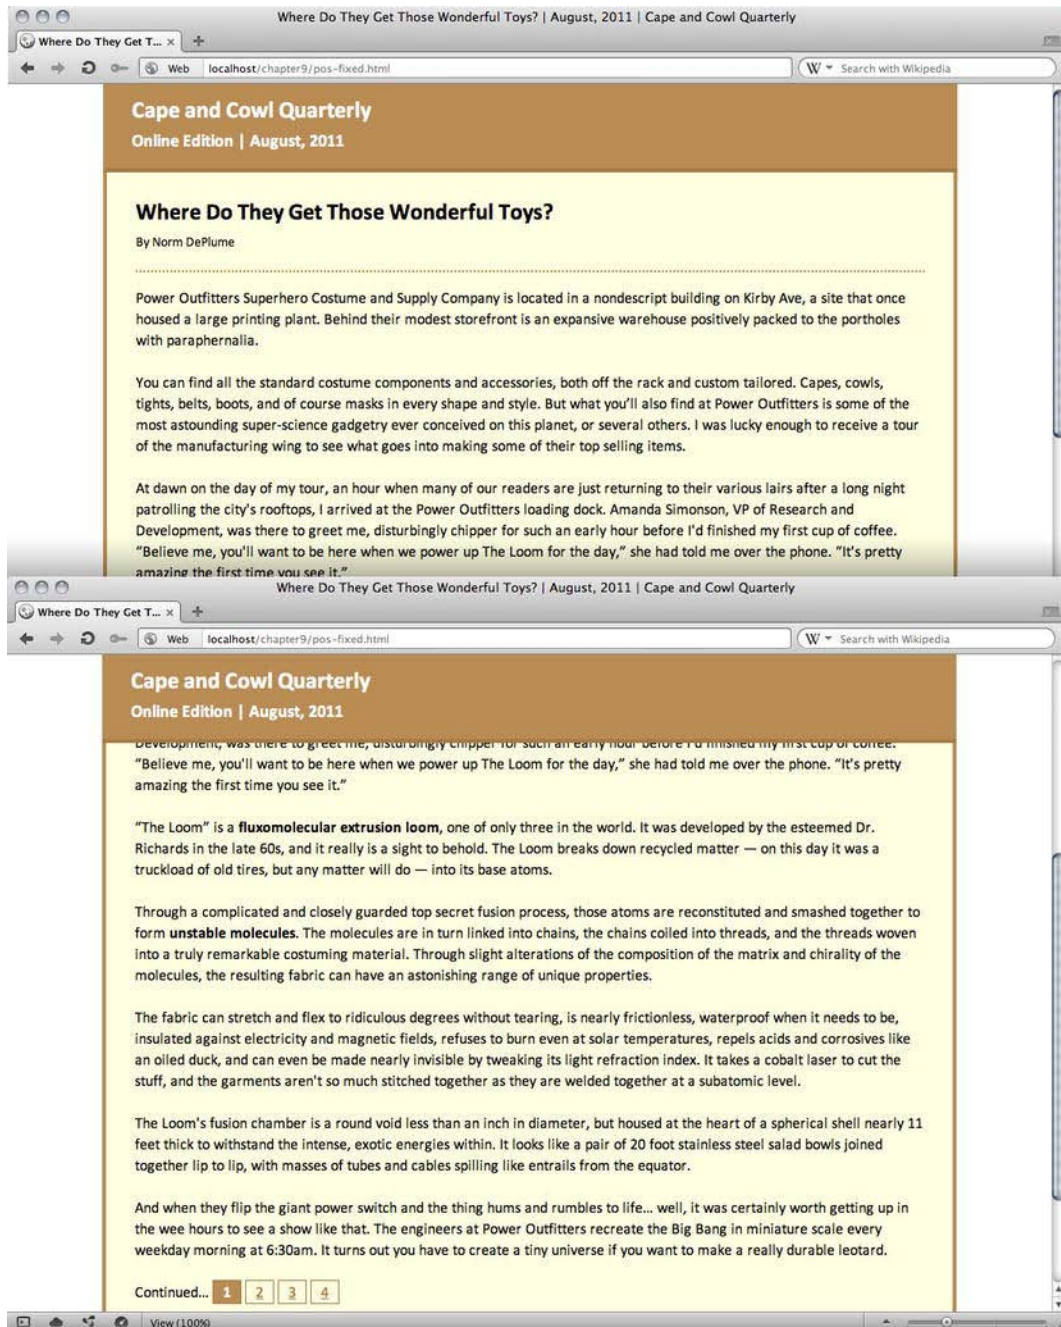 Where Do They Get Those Wonderful Toys? | August, 2011 | Cape and Cowl Quarterly
Where Do They Get T... × +
Web localhost/chapter9/pos-fixed.html W Search with Wikipedia
Cape and Cowl Quarterly
Online Edition | August, 2011
Where Do They Get Those Wonderful Toys?
By Norm DePlume
Power Outfitters Superhero Costume and Supply Company is located in a nondescript building on Kirby Ave, a site that once
housed a large printing plant. Behind their modest storefront is an expansive warehouse positively packed to the portholes
with paraphernalia.
You can find all the standard costume components and accessories, both off the rack and custom tailored. Capes, cowls,
tights, belts, boots, and of course masks in every shape and style. But what you’ll also find at Power Outfitters is some of the
most astounding super-science gadgetry ever conceived on this planet, or several others. I was lucky enough to receive a tour
of the manufacturing wing to see what goes into making some of their top selling items.
At dawn on the day of my tour, an hour when many of our readers are just returning to their various lairs after a long night
patrolling the city's rooftops, I arrived at the Power Outfitters loading dock. Amanda Simonson, VP of Research and
Development, was there to greet me, disturbingly chipper for such an early hour before I'd finished my first cup of coffee.
“Believe me, you'll want to be here when we power up The Loom for the day,” she had told me over the phone. “It's pretty
amazing the first time you see it.”
Where Do They Get Those Wonderful Toys? | August, 2011 | Cape and Cowl Quarterly
Where Do They Get T... × +
Web localhost/chapter9/pos-fixed.html W Search with Wikipedia
Cape and Cowl Quarterly
Online Edition | August, 2011
Development, was there to greet me, disturbingly chipper for such an early hour before I'd finished my first cup of coffee.
“Believe me, you'll want to be here when we power up The Loom for the day,” she had told me over the phone. “It's pretty
amazing the first time you see it.”
“The Loom” is a fluxomolecular extrusion loom, one of only three in the world. It was developed by the esteemed Dr.
Richards in the late 60s, and it really is a sight to behold. The Loom breaks down recycled matter — on this day it was a
truckload of old tires, but any matter will do — into its base atoms.
Through a complicated and closely guarded top secret fusion process, those atoms are reconstituted and smashed together to
form unstable molecules. The molecules are in turn linked into chains, the chains coiled into threads, and the threads woven
into a truly remarkable costuming material. Through slight alterations of the composition of the matrix and chirality of the
molecules, the resulting fabric can have an astonishing range of unique properties.
The fabric can stretch and flex to ridiculous degrees without tearing, is nearly frictionless, waterproof when it needs to be,
insulated against electricity and magnetic fields, refuses to burn even at solar temperatures, repels acids and corrosives like
an oiled duck, and can even be made nearly invisible by tweaking its light refraction index. It takes a cobalt laser to cut the
stuff, and the garments aren't so much stitched together as they are welded together at a subatomic level.
The Loom's fusion chamber is a round void less than an inch in diameter, but housed at the heart of a spherical shell nearly 11
feet thick to withstand the intense, exotic energies within. It looks like a pair of 20 foot stainless steel salad bowls joined
together lip to lip, with masses of tubes and cables spilling like entrails from the equator.
And when they flip the giant power switch and the thing hums and rumbles to life… well, it was certainly worth getting up in
the wee hours to see a show like that. The engineers at Power Outfitters recreate the Big Bang in miniature scale every
weekday morning at 6:30am. It turns out you have to create a tiny universe if you want to make a really durable leotard.
Continued... 1 2 3 4
View (100%)